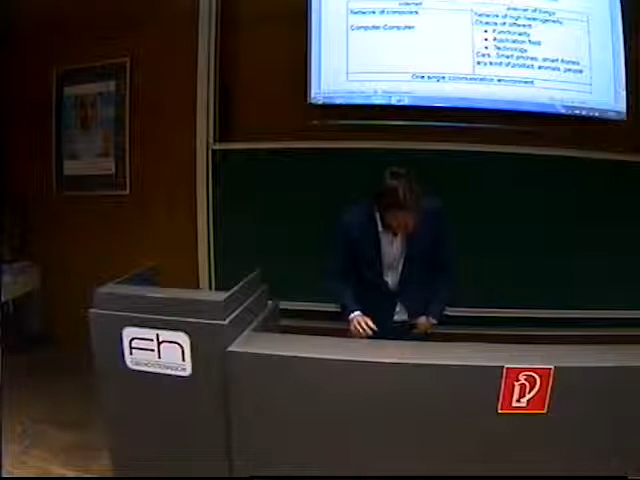 Internet
Internet of things
Network of computers
Network of high heterogeneity
Computer-Computer
Objects of different
• Functionality
• Application field
• Technology
Cars, Smart phones, smart homes
any kind of product, animals, people
One single communication environment
fh